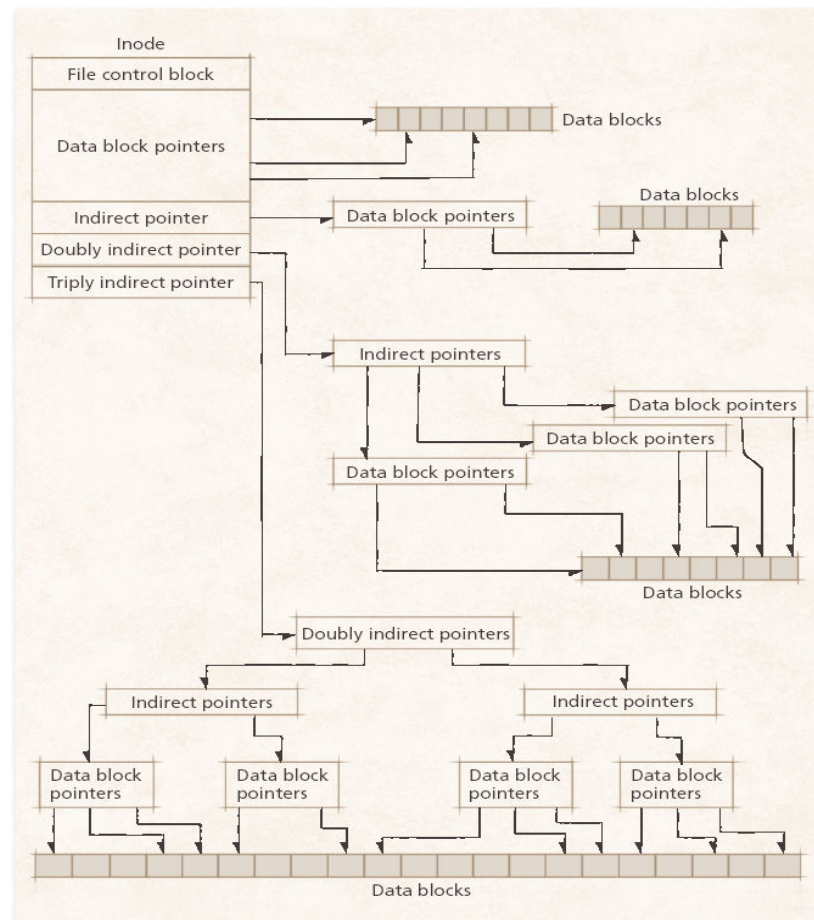 Inode
File control block
Data block pointers
Data blocks
Indirect pointer
Data block pointers
Data blocks
Doubly indirect pointer
Triply indirect pointer
Indirect pointers
Data block pointers
Data block pointers
Data block pointers
Data blocks
Doubly indirect pointers
Indirect pointers
Indirect pointers
Data block
pointers
Data block
pointers
Data block
pointers
Data block
pointers
Data blocks